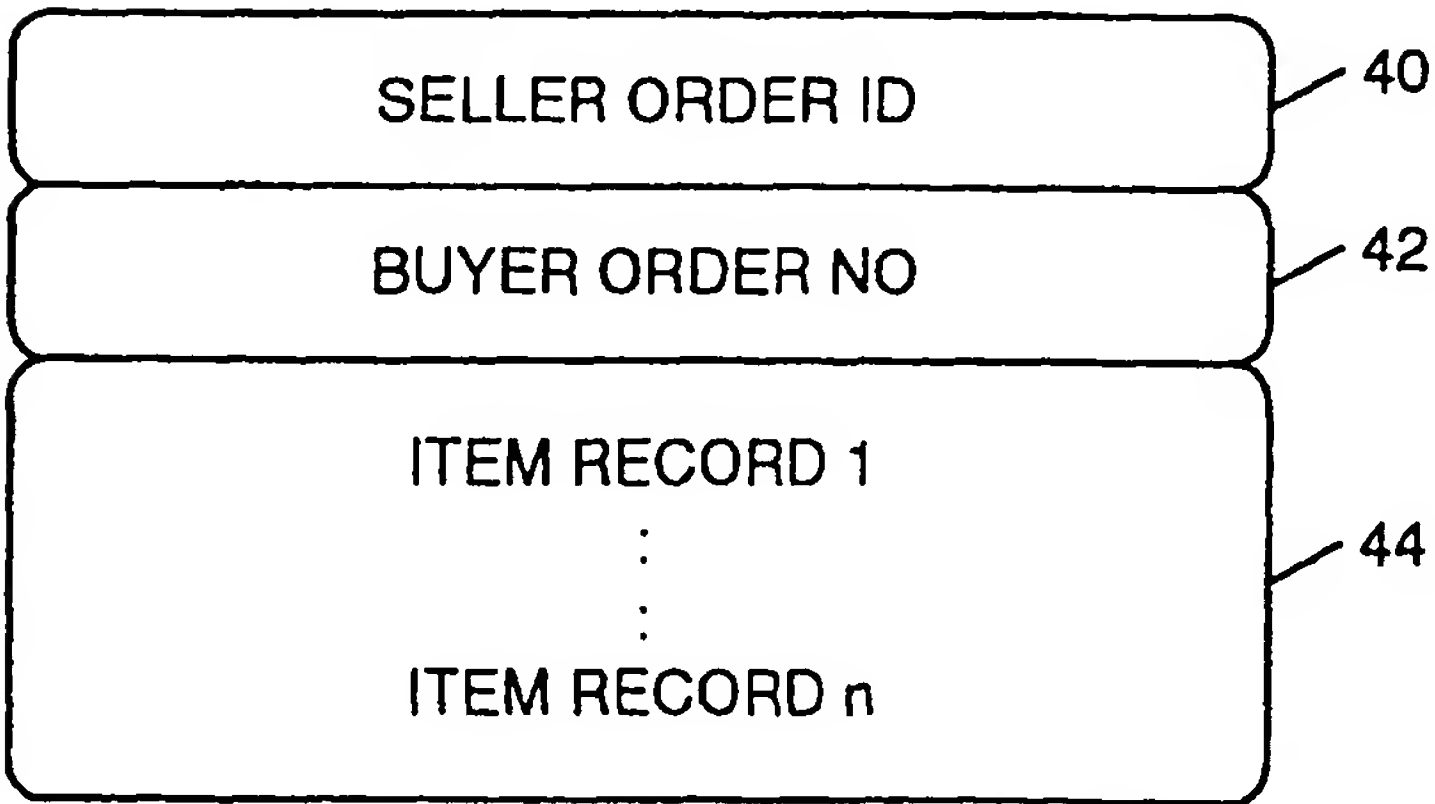 SELLER ORDER ID
40
BUYER ORDER NO
42
ITEM RECORD 1
44
ITEM RECORD n